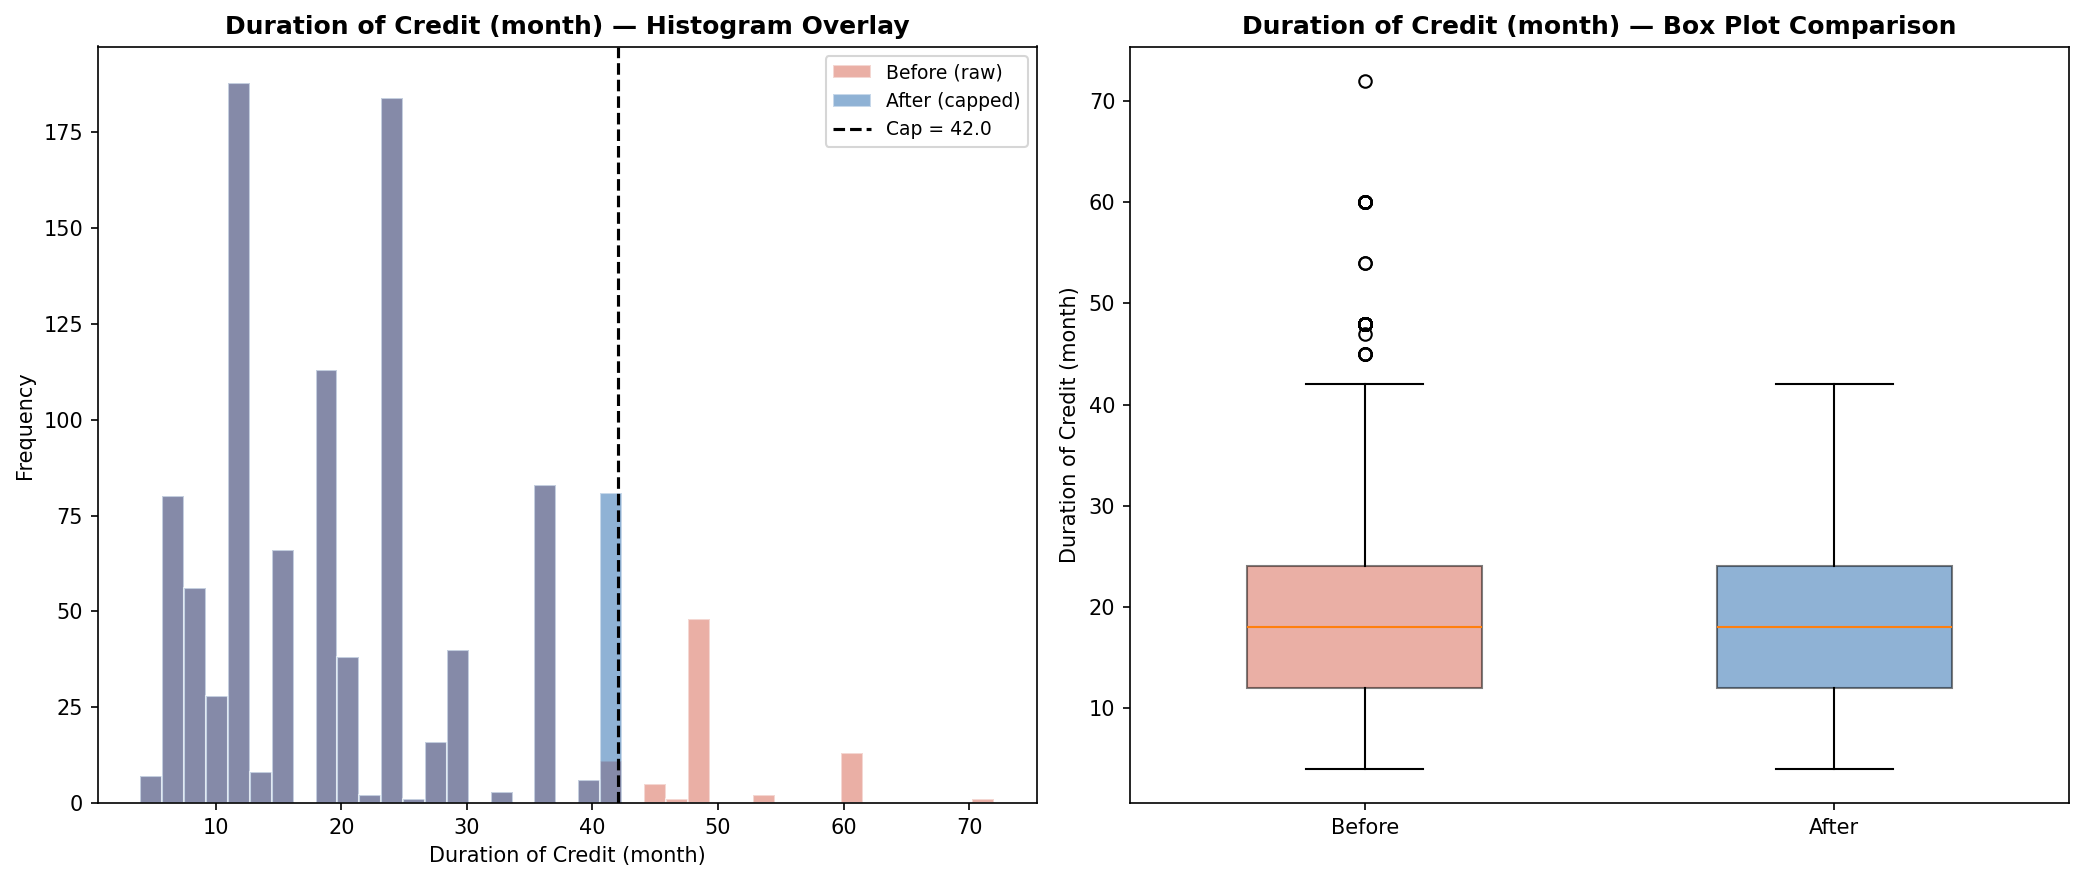 Duration of Credit (month) — Histogram Overlay
Before (raw)
After (capped)
Cap = 42.0
Frequency
175
150
125
100
75
50
25
0
10
20
30
40
50
60
70
Duration of Credit (month)
Duration of Credit (month) — Box Plot Comparison
Duration of Credit (month)
70
60
50
40
30
20
10
Before
After